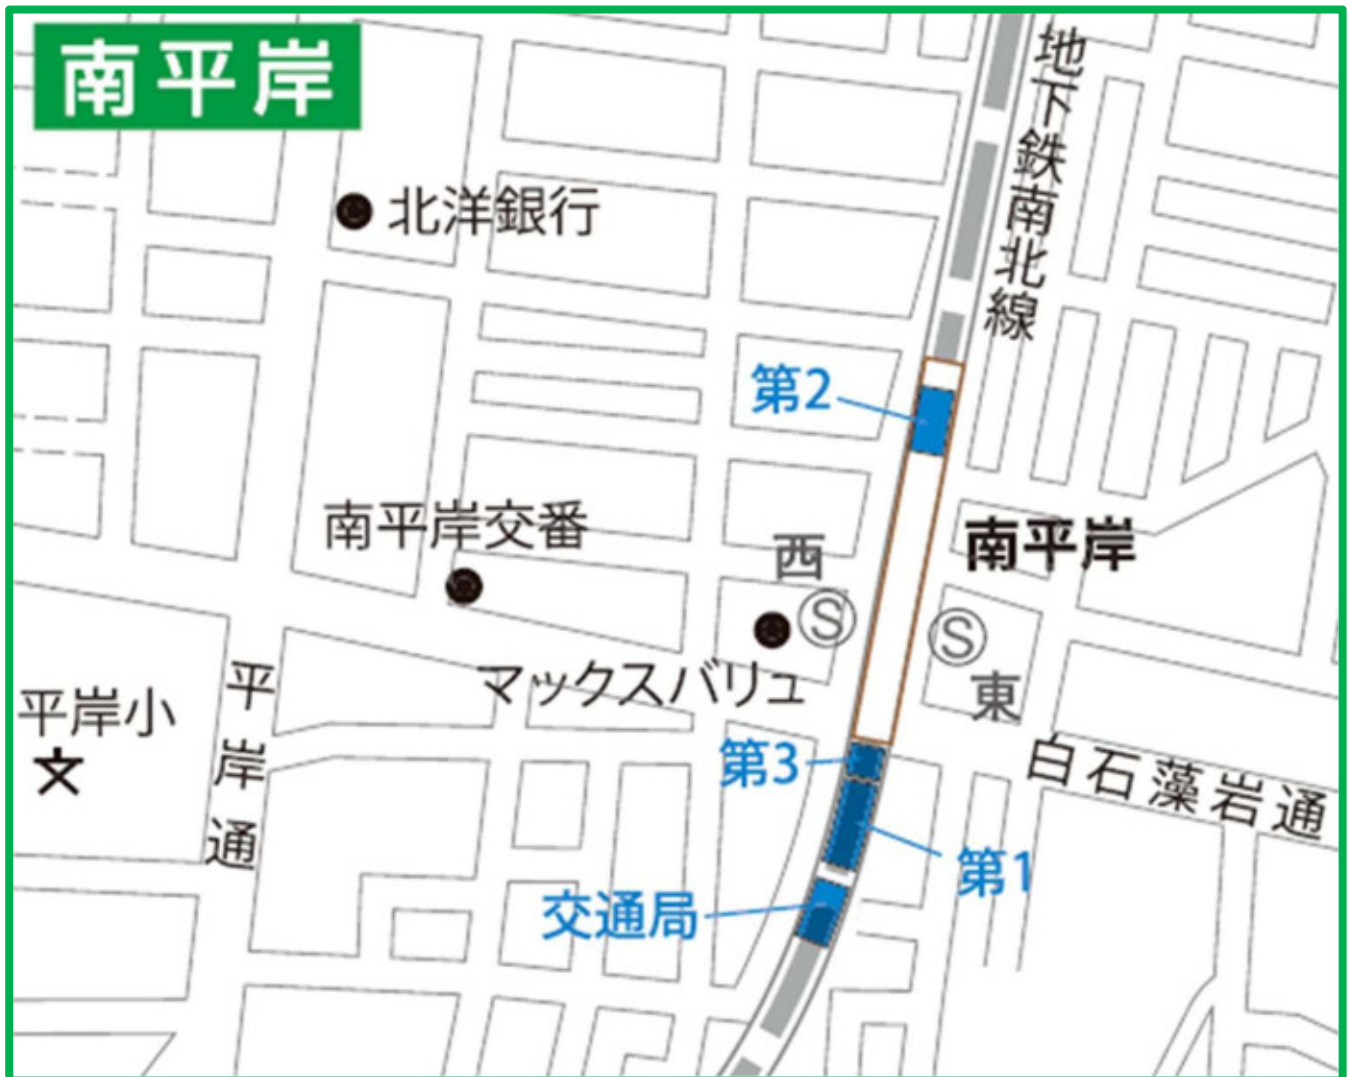 南平岸
地下鉄南北線
北洋銀行
第2
南平岸交番
西
南平岸
S
S
マックスバリュ
東
平岸小
文
平岸通
第3
白石藻岩通
第1
交通局